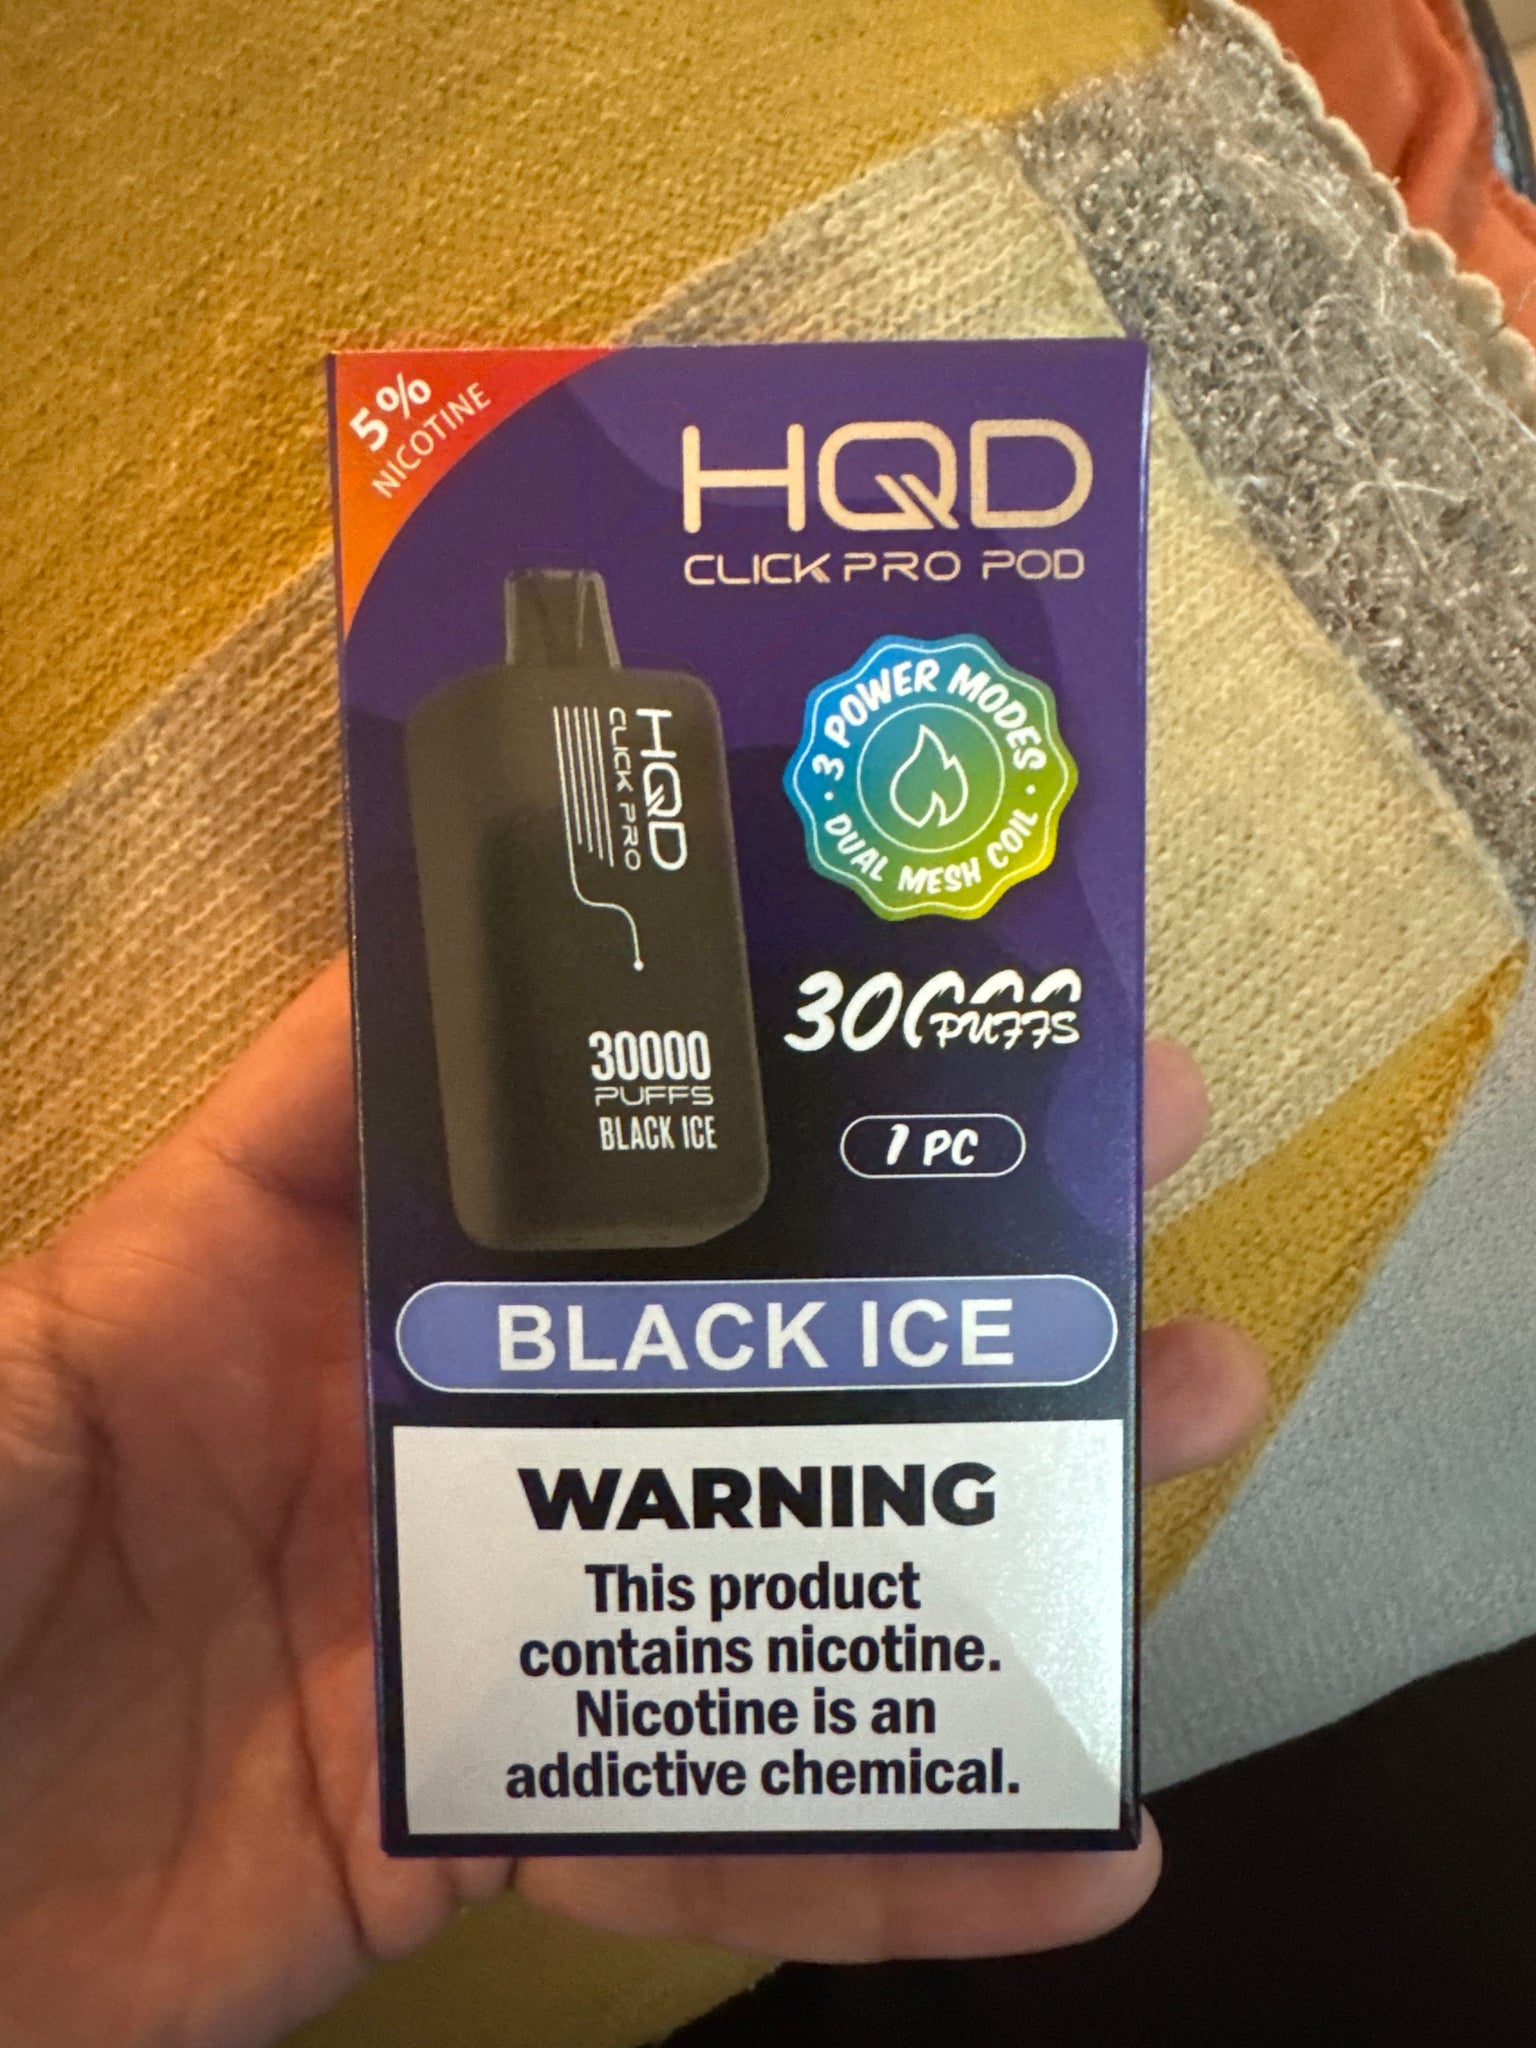 5%
NICOTINE
HQD
CLICK PRO POD
3 POWER MODES
DUAL MESH COIL
HQD
CLICK PRO
30000
PUFFS
BLACK ICE
30000
PUFFS
1 PC
BLACK ICE
WARNING
This product
contains nicotine.
Nicotine is an
addictive chemical.